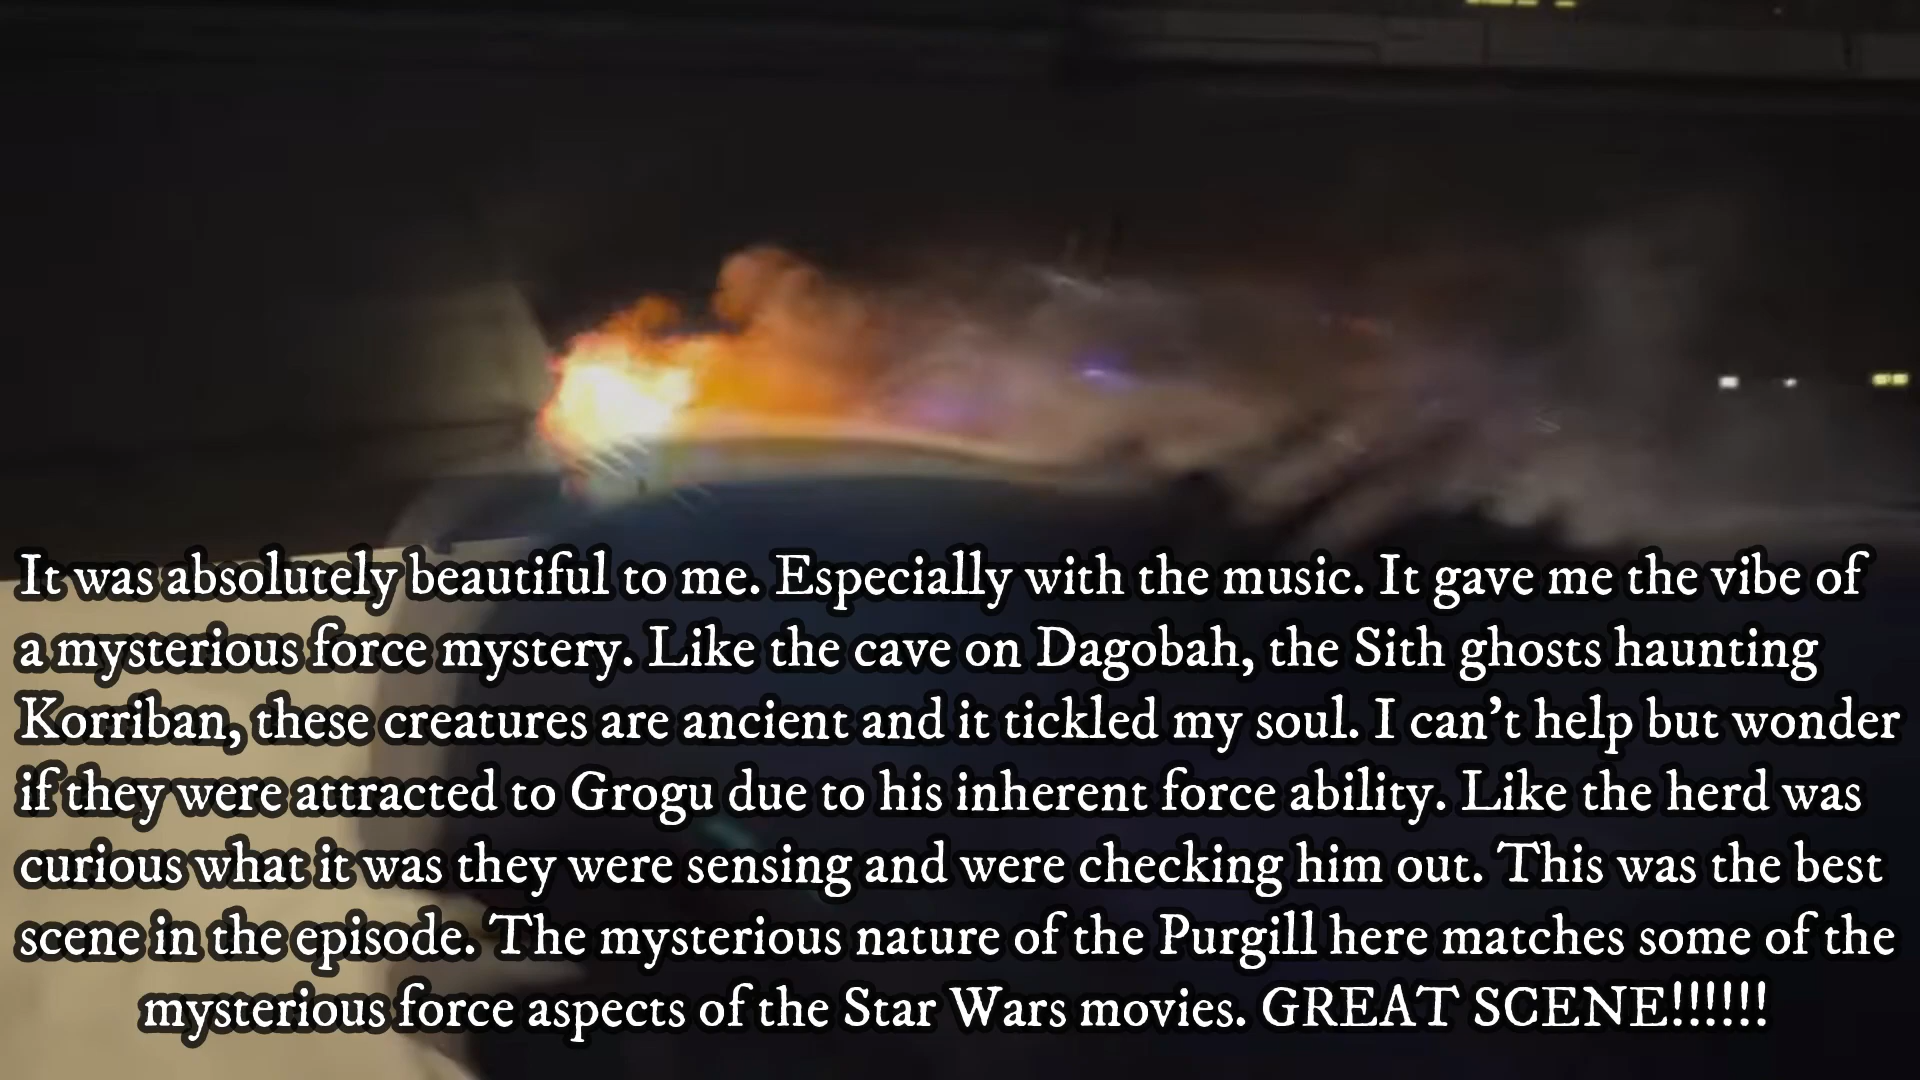 It was absolutely beautiful to me. Especially with the music. It gave me the vibe of
a mysterious force mystery. Like the cave on Dagobah, the Sith ghosts haunting
Korriban, these creatures are ancient and it tickled my soul. I can't help but wonder
if they were attracted to Grogu due to his inherent force ability. Like the herd was
curious what it was they were sensing and were checking him out. This was the best
scene in the episode. The mysterious nature of the Purgill here matches some of the
mysterious force aspects of the Star Wars movies. GREAT SCENE!!!!!!